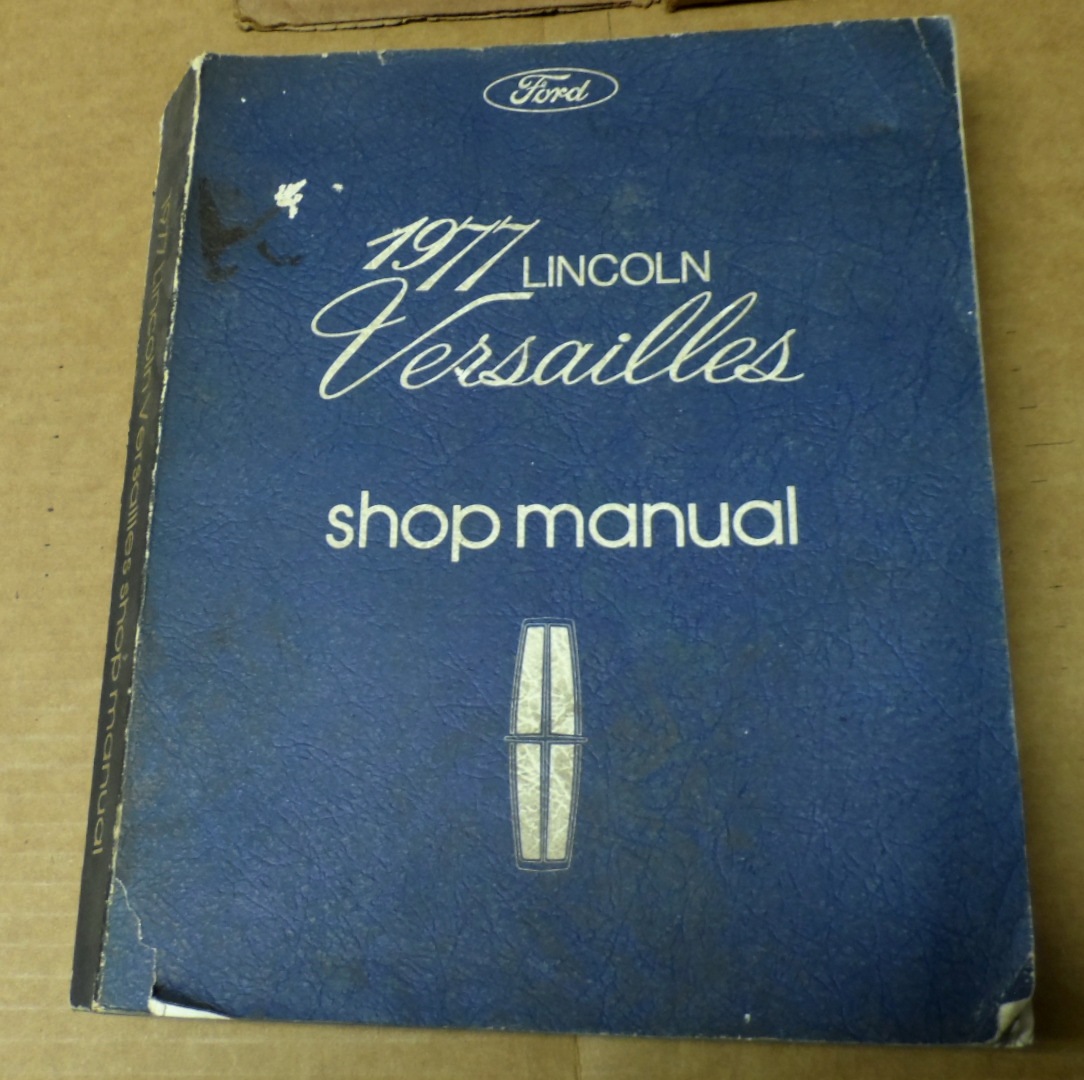 Ford
1977 LINCOLN
Versailles
shop manual
1977 Lincoln Versailles shop manual